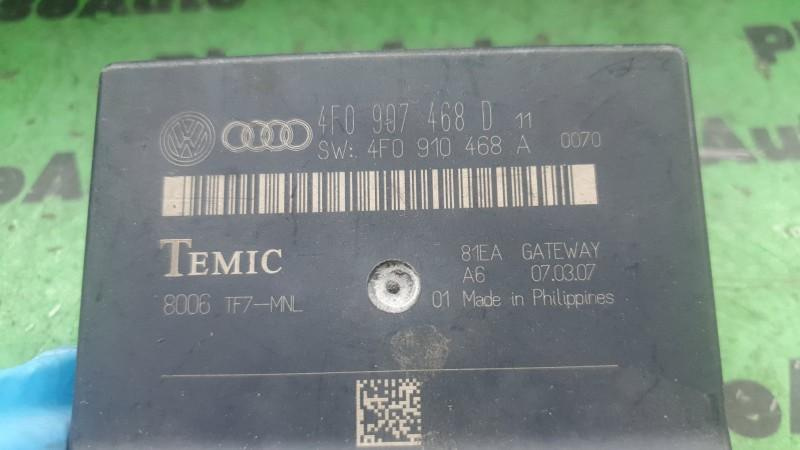 4F0 907 468 D 11
SW: 4F0 910 468 A 0070
TEMIC
81EA GATEWAY
A6 07.03.07
8006 TF7-MNL
01 Made in Philippines